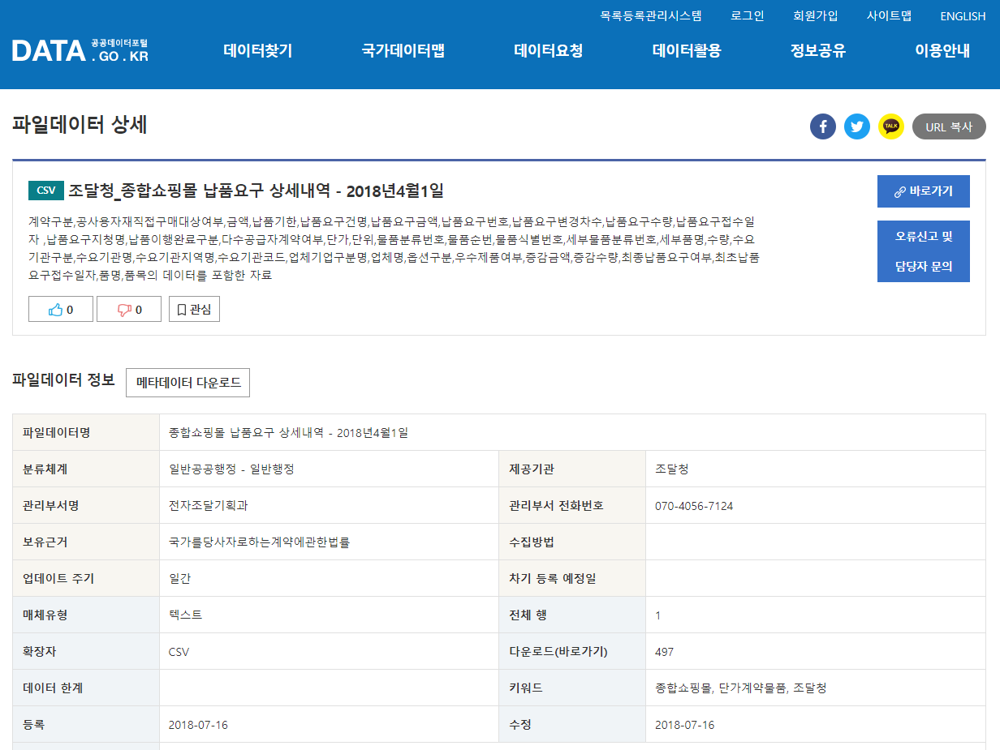 목록등록관리시스템 로그인 회원가입 사이트맵 ENGLISH
DATA 공공데이터포털 . GO . KR
데이터찾기 국가데이터맵 데이터요청 데이터활용 정보공유 이용안내
파일데이터 상세
TALK
URL 복사
CSV 조달청_종합쇼핑몰 납품요구 상세내역 - 2018년4월1일
바로가기
계약구분,공사용자재직접구매대상여부,금액,납품기한,납품요구건명,납품요구금액,납품요구번호,납품요구변경차수,납품요구수량,납품요구접수일
자 ,납품요구지청명,납품이행완료구분,다수공급자계약여부,단가,단위,물품분류번호,물품순번,물품식별번호,세부물품분류번호,세부품명,수량,수요
기관구분,수요기관명,수요기관지역명,수요기관코드,업체기업구분명,업체명,옵션구분,우수제품여부,증감금액,증감수량,최종납품요구여부,최초납품
요구접수일자,품명,품목의 데이터를 포함한 자료
오류신고 및
담당자 문의
0 0 관심
파일데이터 정보 메타데이터 다운로드
파일데이터명 종합쇼핑몰 납품요구 상세내역 - 2018년4월1일
분류체계 일반공공행정 - 일반행정 제공기관 조달청
관리부서명 전자조달기획과 관리부서 전화번호 070-4056-7124
보유근거 국가를당사자로하는계약에관한법률 수집방법
업데이트 주기 일간 차기 등록 예정일
매체유형 텍스트 전체 행 1
확장자 CSV 다운로드(바로가기) 497
데이터 한계 키워드 종합쇼핑몰, 단가계약물품, 조달청
등록 2018-07-16 수정 2018-07-16